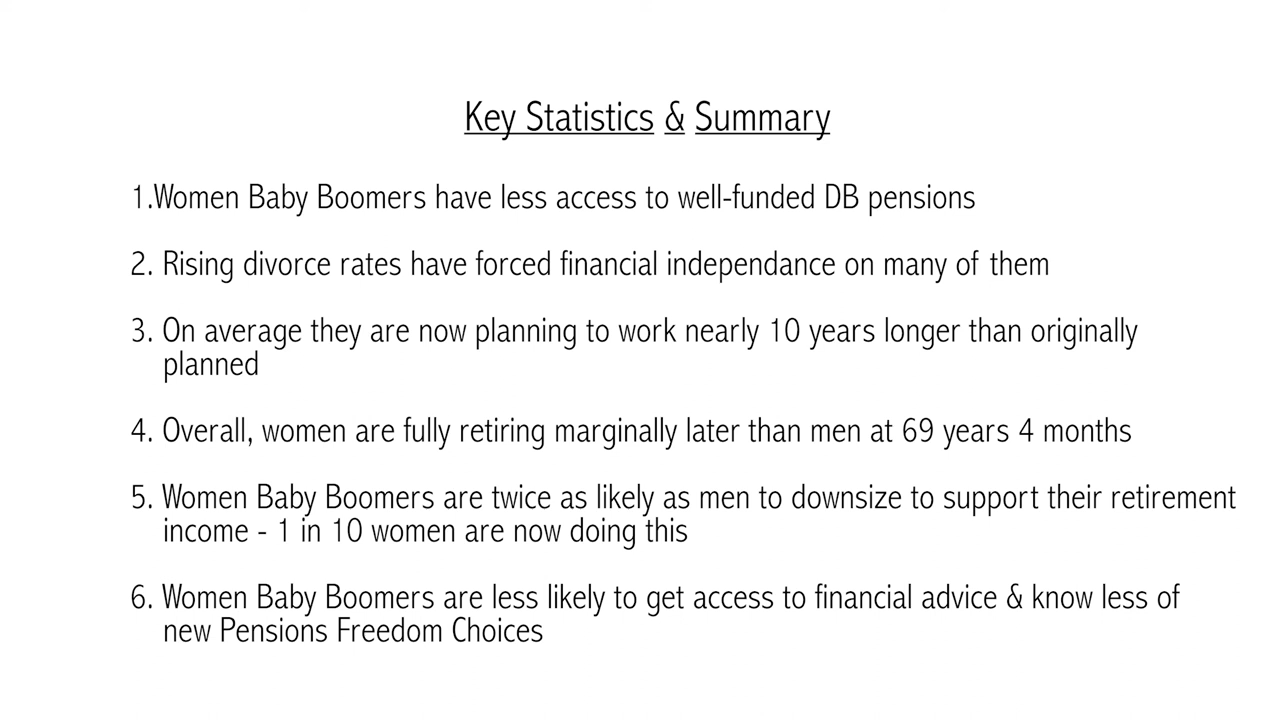 Key Statistics & Summary
1.Women Baby Boomers have less access to well-funded DB pensions
2. Rising divorce rates have forced financial independance on many of them
3. On average they are now planning to work nearly 10 years longer than originally
planned
4. Overall, women are fully retiring marginally later than men at 69 years 4 months
5. Women Baby Boomers are twice as likely as men to downsize to support their retirement
income - 1 in 10 women are now doing this
6. Women Baby Boomers are less likely to get access to financial advice & know less of
new Pensions Freedom Choices